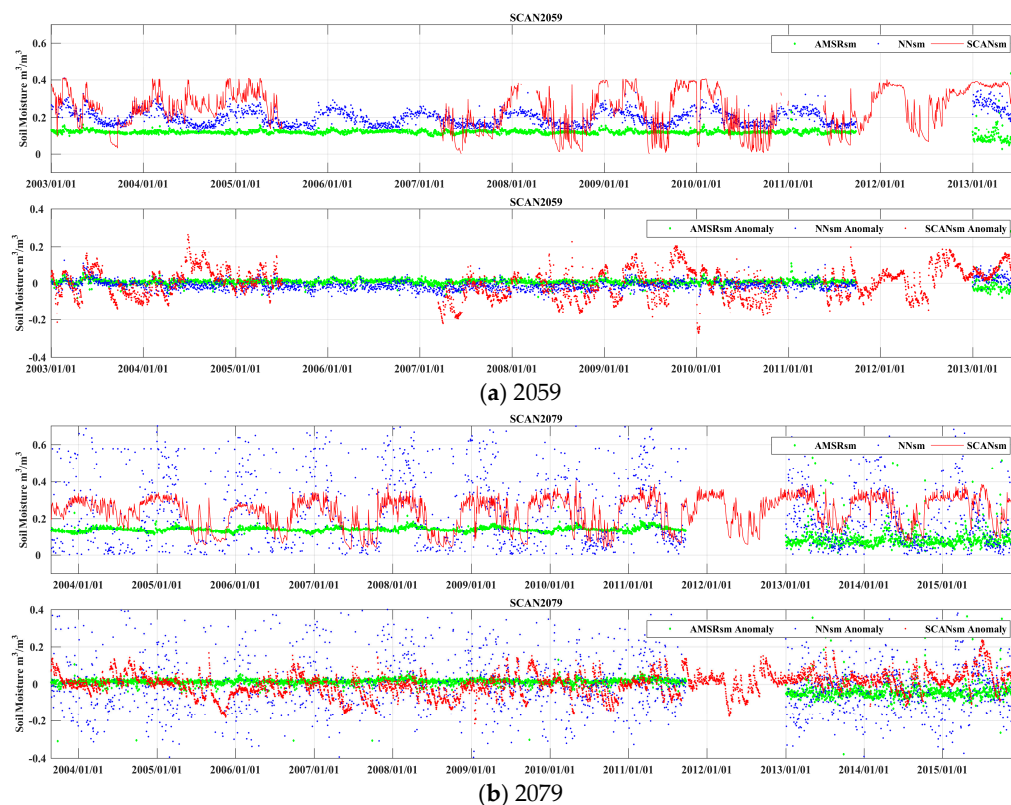 SCAN2059
AMSRsm NNsm SCANsm
Soil Moisture m³/m³
0.6
0.4
0.2
0
2003/01/01 2004/01/01 2005/01/01 2006/01/01 2007/01/01 2008/01/01 2009/01/01 2010/01/01 2011/01/01 2012/01/01 2013/01/01
SCAN2059
AMSRsm Anomaly NNsm Anomaly SCANsm Anomaly
Soil Moisture m³/m³
0.4
0.2
0
-0.2
-0.4
2003/01/01 2004/01/01 2005/01/01 2006/01/01 2007/01/01 2008/01/01 2009/01/01 2010/01/01 2011/01/01 2012/01/01 2013/01/01
(a) 2059
SCAN2079
AMSRsm NNsm SCANsm
Soil Moisture m³/m³
0.6
0.4
0.2
0
2004/01/01 2005/01/01 2006/01/01 2007/01/01 2008/01/01 2009/01/01 2010/01/01 2011/01/01 2012/01/01 2013/01/01 2014/01/01 2015/01/01
SCAN2079
AMSRsm Anomaly NNsm Anomaly SCANsm Anomaly
Soil Moisture m³/m³
0.4
0.2
0
-0.2
-0.4
2004/01/01 2005/01/01 2006/01/01 2007/01/01 2008/01/01 2009/01/01 2010/01/01 2011/01/01 2012/01/01 2013/01/01 2014/01/01 2015/01/01
(b) 2079